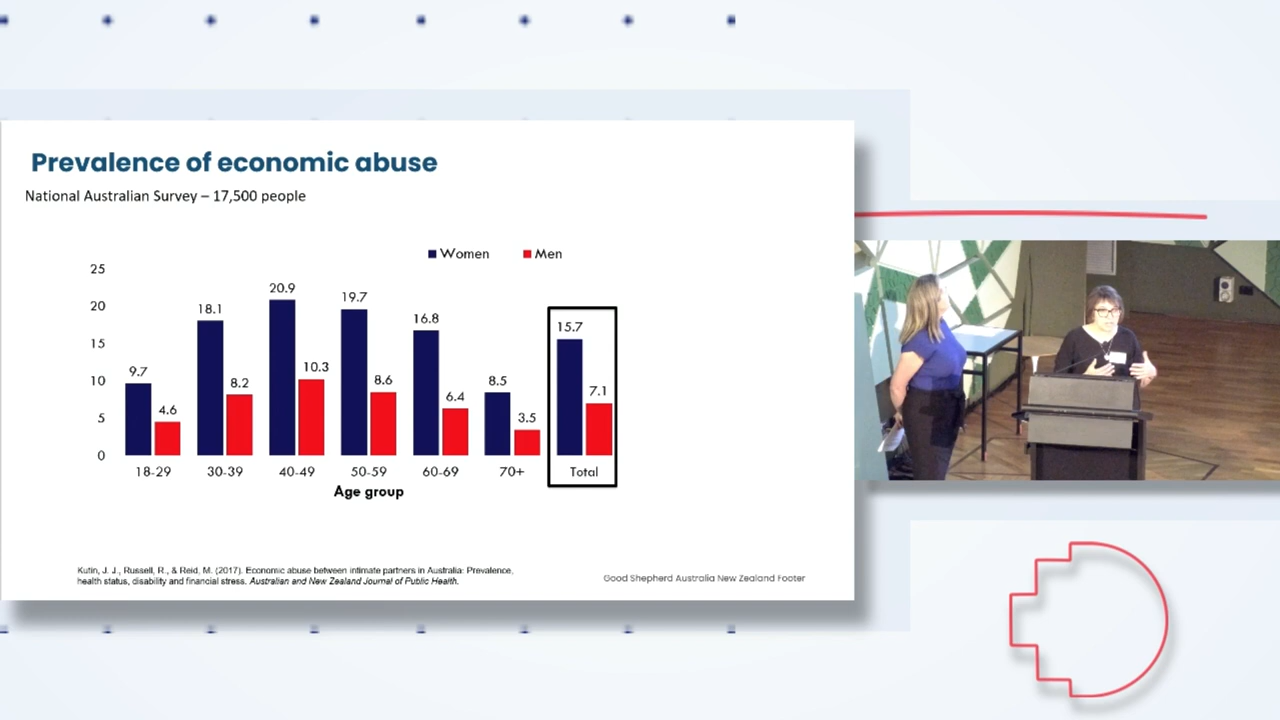 Prevalence of economic abuse
National Australian Survey – 17,500 people
Women
Men
25
20
15
10
5
0
9.7
4.6
18.1
8.2
20.9
10.3
19.7
8.6
16.8
6.4
8.5
3.5
15.7
7.1
18-29
30-39
40-49
50-59
60-69
70+
Total
Age group
Kutin, J. J., Russell, R., & Reid, M. (2017). Economic abuse between intimate partners in Australia: Prevalence,
health status, disability and financial stress. Australian and New Zealand Journal of Public Health.
Good Shepherd Australia New Zealand Footer